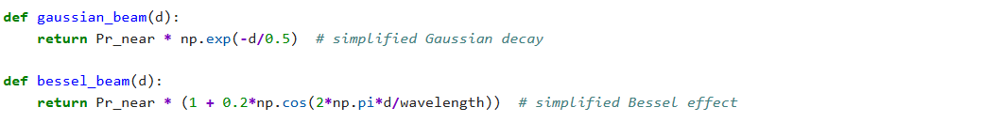 def gaussian_beam(d):
    return Pr_near * np.exp(-d/0.5)  # simplified Gaussian decay

def bessel_beam(d):
    return Pr_near * (1 + 0.2*np.cos(2*np.pi*d/wavelength))  # simplified Bessel effect